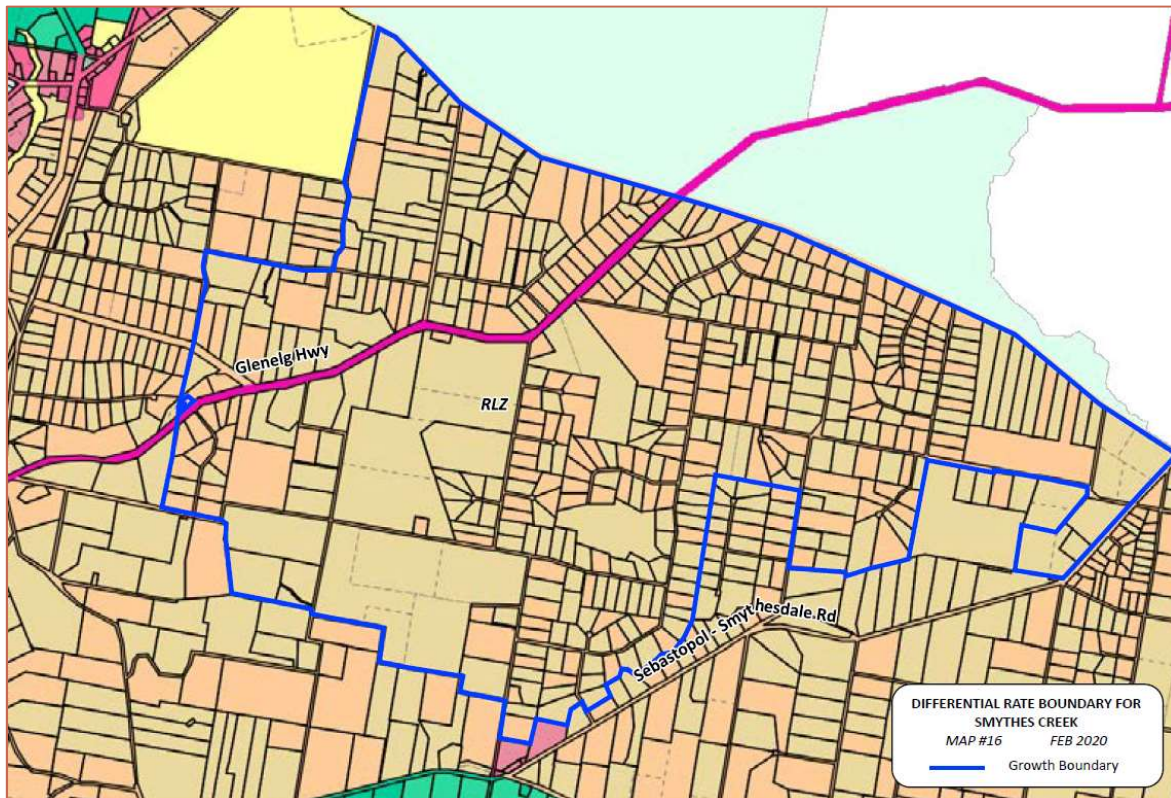 Glenelg Hwy
RLZ
Sebastopol - Smythesdale Rd
DIFFERENTIAL RATE BOUNDARY FOR
SMYTHES CREEK
MAP #16 FEB 2020
Growth Boundary